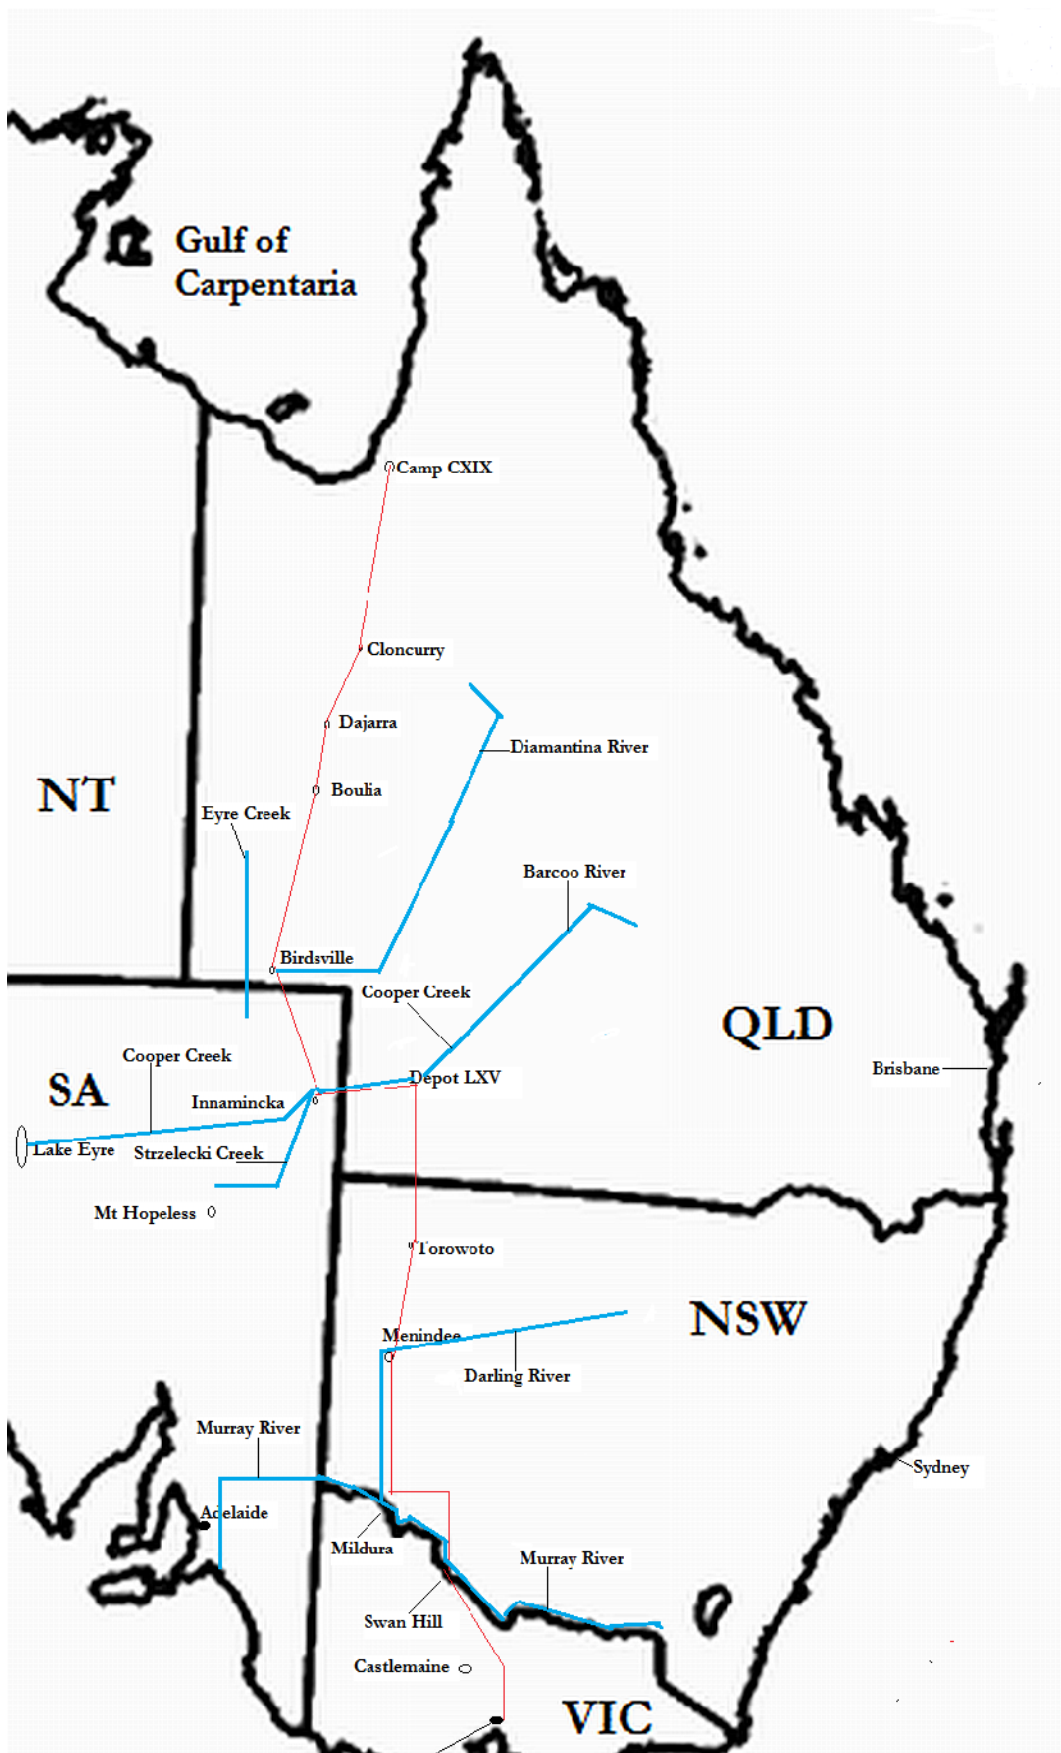 Gulf of
Carpentaria
Camp CXIX
Cloncurry
Dajarra
Diamantina River
NT
Boulia
Eyre Creek
Barcoo River
Birdsville
Cooper Creek
QLD
Cooper Creek
Depot LXV
Brisbane
SA
Innamincka
Lake Eyre
Strzelecki Creek
Mt Hopeless
Torowoto
NSW
Menindee
Darling River
Murray River
Sydney
Adelaide
Mildura
Murray River
Swan Hill
Castlemaine
VIC